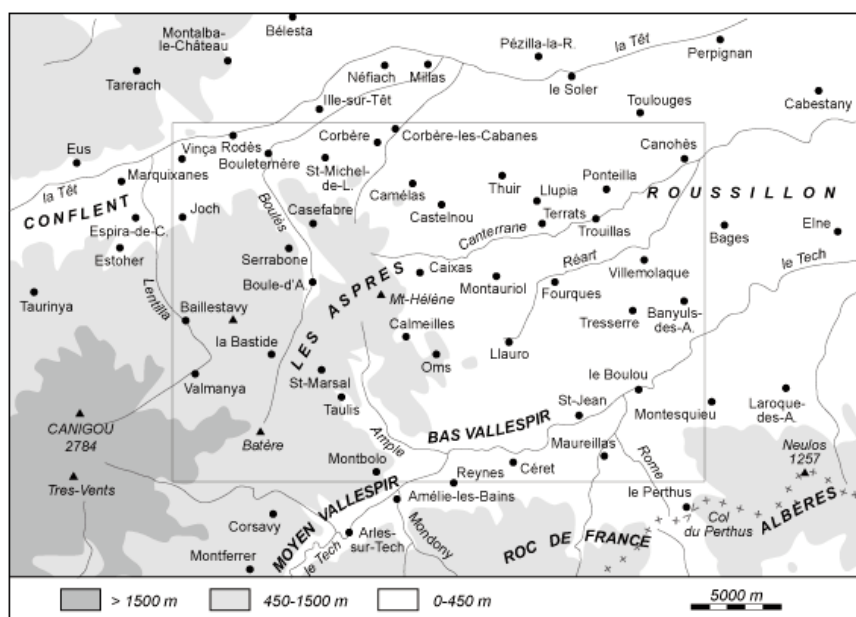 Bélesta
Montalba-
le-Château
Tarerach
Pézilla-la-R.
la Têt
Perpignan
Néfiach
Millas
le Soler
Ille-sur-Têt
Toulouges
Cabestany
Eus
Vinça
Rodès
Bouleternère
Corbère
Corbère-les-Cabanes
St-Michel-
de-L.
Canohès
Marquixanes
la Têt
CONFLENT
Camélas
Thuir
Ponteilla
Llupia
ROUSSILLON
Joch
Boulès
Casefabre
Castelnou
Terrats
Trouillas
Espira-de-C.
Estoher
Canterrane
Bages
Elne
Serrabone
Caixas
Réart
Villemolaque
le Tech
Lentilla
Taurinya
Boule-d'A.
LES ASPRES
Mt-Hélène
Montauriol
Fourques
Baillestavy
Calmeilles
Tresserre
Banyuls-
des-A.
la Bastide
Oms
Llauro
Valmanya
St-Marsal
Taulis
le Boulou
St-Jean
Montesquieu
Laroque-
des-A.
CANIGOU
2784
Batère
Ample
BAS VALLESPIR
Maureillas
Rome
Neulos
1257
Tres-Vents
Montbolo
Reynes
Céret
Amélie-les-Bains
le Perthus
Col
du Perthus
ALBÈRES
Corsavy
MOYEN VALLESPIR
Arles-
sur-Tech
Mondony
ROC DE FRANCE
Montferrer
le Tech
> 1500 m
450-1500 m
0-450 m
5000 m